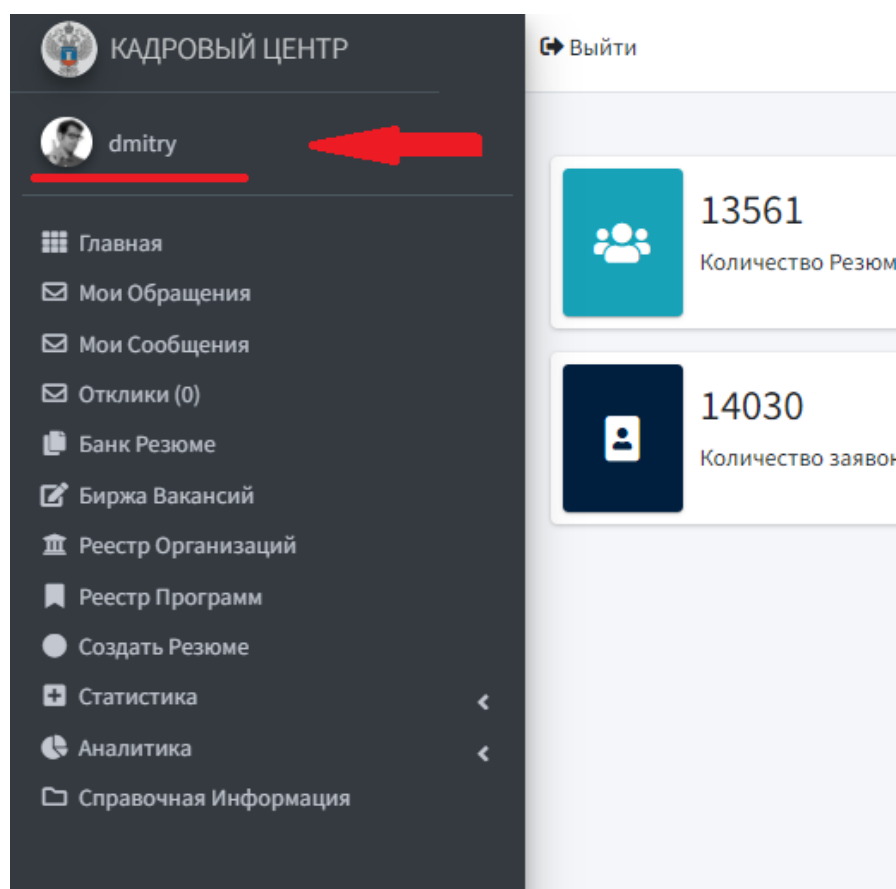 КАДРОВЫЙ ЦЕНТР
Выйти
dmitry
Главная
Мои Обращения
Мои Сообщения
Отклики (0)
Банк Резюме
Биржа Вакансий
Реестр Организаций
Реестр Программ
Создать Резюме
Статистика
Аналитика
Справочная Информация
13561
Количество Резюм
14030
Количество заявок